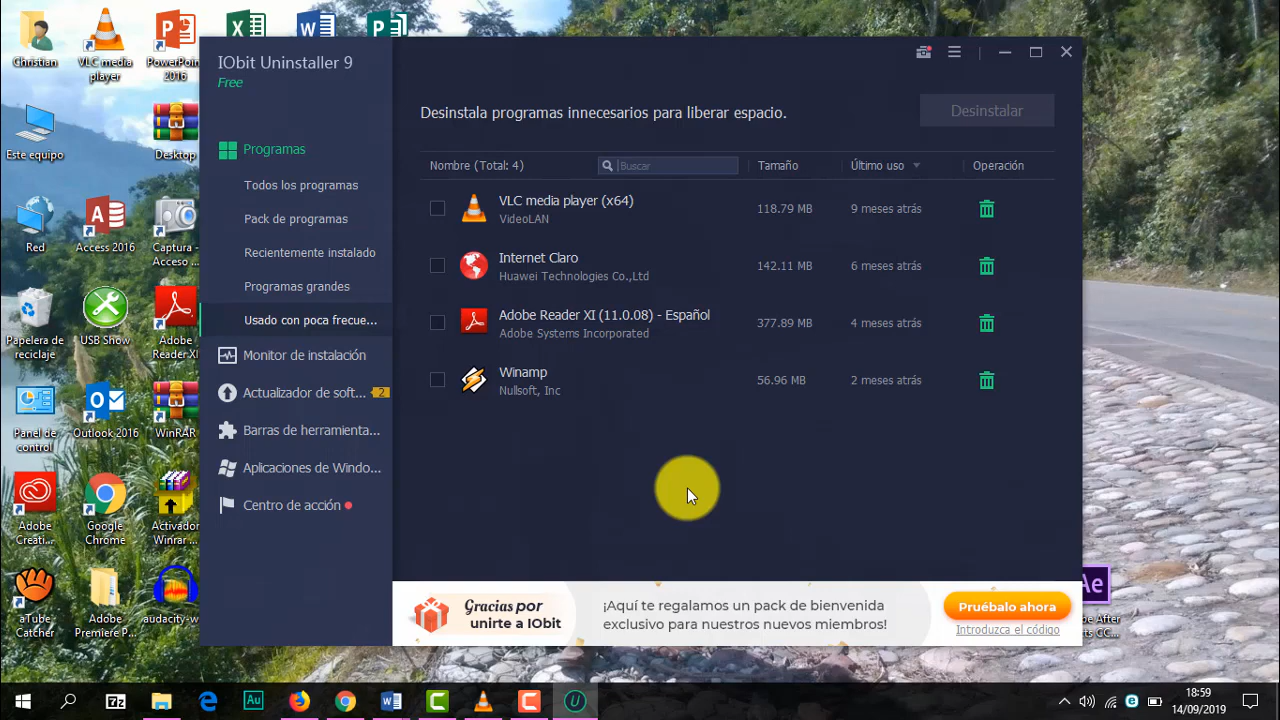 Christian
VLC media
player
PowerPoint
2016
Este equipo
Desktop
Red
Access 2016
Captura -
Acceso ...
Papelera de
reciclaje
USB Show
Adobe
Reader XI
Panel de
control
Outlook 2016
WinRAR
Adobe
Creati...
Google
Chrome
Activador
Winrar ...
aTube
Catcher
Adobe
Premiere P...
audacity-w...
IObit Uninstaller 9
Free
Programas
Todos los programas
Pack de programas
Recientemente instalado
Programas grandes
Usado con poca frecue...
Monitor de instalación
Actualizador de soft... 2
Barras de herramienta...
Aplicaciones de Windo...
Centro de acción
Desinstala programas innecesarios para liberar espacio.
Desinstalar
Nombre (Total: 4) Buscar Tamaño Último uso Operación
VLC media player (x64)
VideoLAN
118.79 MB 9 meses atrás
Internet Claro
Huawei Technologies Co.,Ltd
142.11 MB 6 meses atrás
Adobe Reader XI (11.0.08) - Español
Adobe Systems Incorporated
377.89 MB 4 meses atrás
Winamp
Nullsoft, Inc
56.96 MB 2 meses atrás
Gracias por
unirte a IObit
¡Aquí te regalamos un pack de bienvenida
exclusivo para nuestros nuevos miembros!
Pruébalo ahora
Introduzca el código
Ae
Au
18:59
14/09/2019